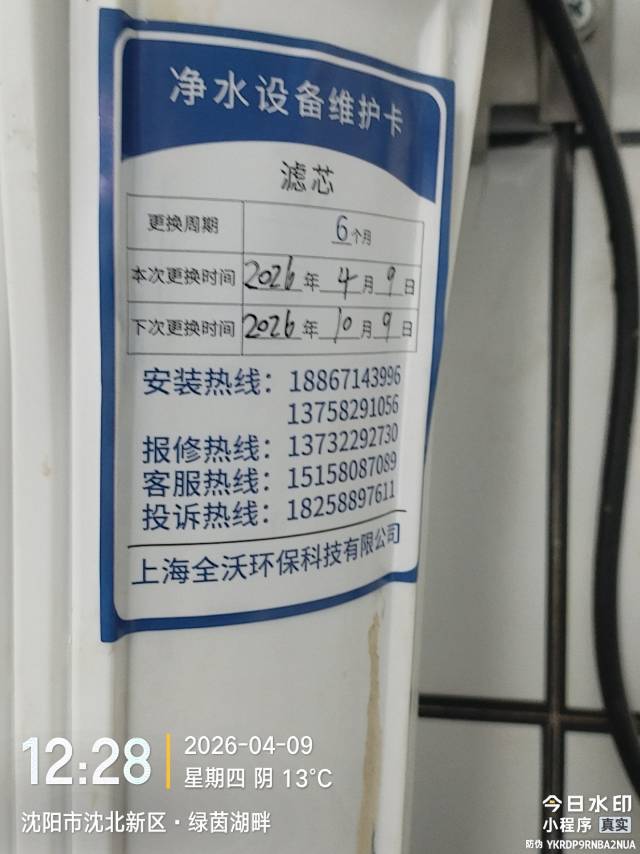 净水设备维护卡
滤芯
更换周期 6个月
本次更换时间 2026年4月9日
下次更换时间 2026年10月9日
安装热线：18867143996
13758291056
报修热线：13732292730
客服热线：15158087089
投诉热线：18258897611
上海全沃环保科技有限公司
12:28
2026-04-09
星期四 阴 13℃
沈阳市沈北新区·绿茵湖畔
今日水印
小程序 真实
防伪 YKRDP9RNBA2NUA